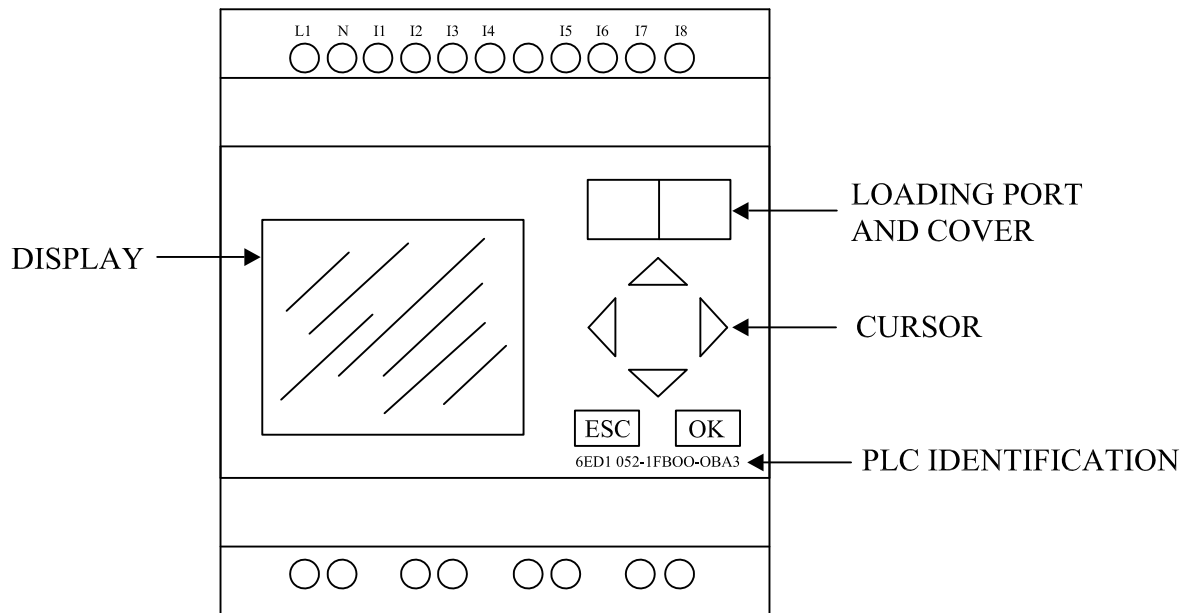 L1 N I1 I2 I3 I4 I5 I6 I7 I8
LOADING PORT
AND COVER
DISPLAY
CURSOR
ESC OK
6ED1 052-1FBOO-OBA3
PLC IDENTIFICATION